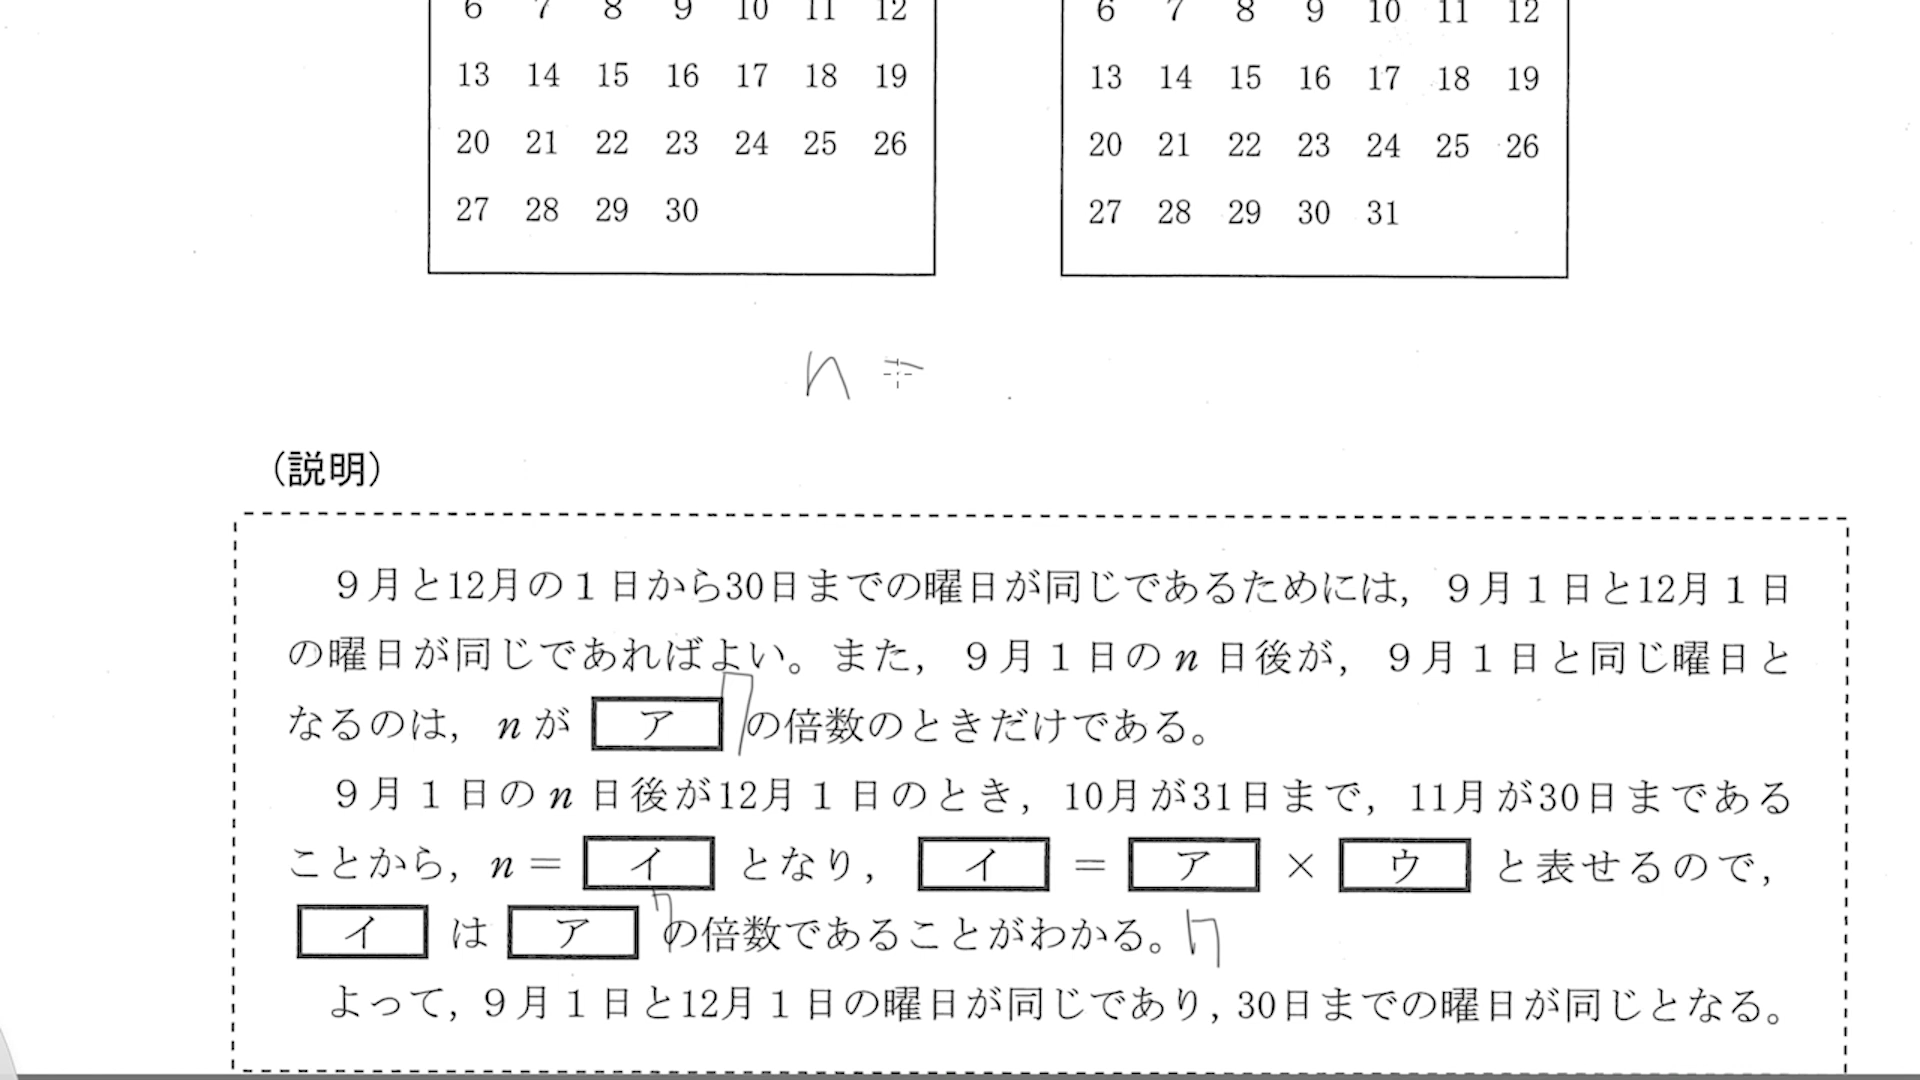 6 7 8 9 10 11 12
13 14 15 16 17 18 19
20 21 22 23 24 25 26
27 28 29 30
6 7 8 9 10 11 12
13 14 15 16 17 18 19
20 21 22 23 24 25 26
27 28 29 30 31
n =
(説明)
9月と12月の1日から30日までの曜日が同じであるためには，9月1日と12月1日
の曜日が同じであればよい。また，9月1日のn日後が，9月1日と同じ曜日と
なるのは，nが ア 7 の倍数のときだけである。
9月1日のn日後が12月1日のとき，10月が31日まで，11月が30日までである
ことから，n＝ イ となり， イ ＝ ア × ウ と表せるので，
イ は ア 7 の倍数であることがわかる。 7
よって，9月1日と12月1日の曜日が同じであり，30日までの曜日が同じとなる。